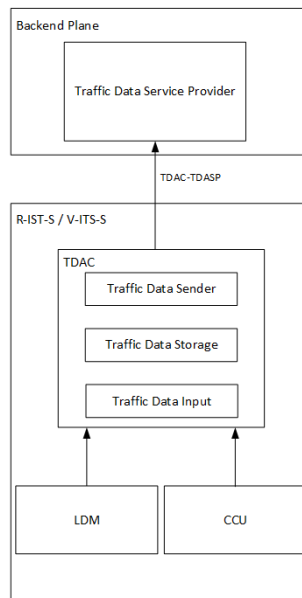 Backend Plane
Traffic Data Service Provider
TDAC-TDASP
R-IST-S / V-ITS-S
TDAC
Traffic Data Sender
Traffic Data Storage
Traffic Data Input
LDM
CCU